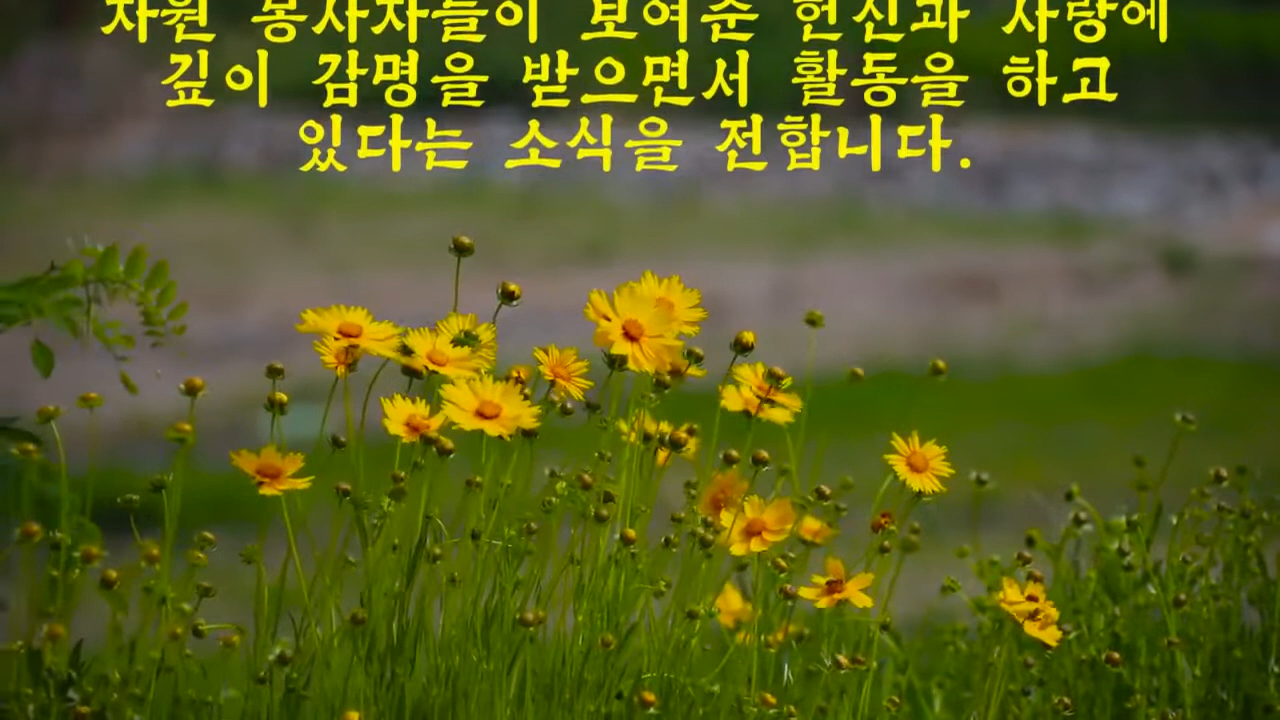 자원 봉사자들이 보여준 헌신과 사랑에
깊이 감명을 받으면서 활동을 하고
있다는 소식을 전합니다.